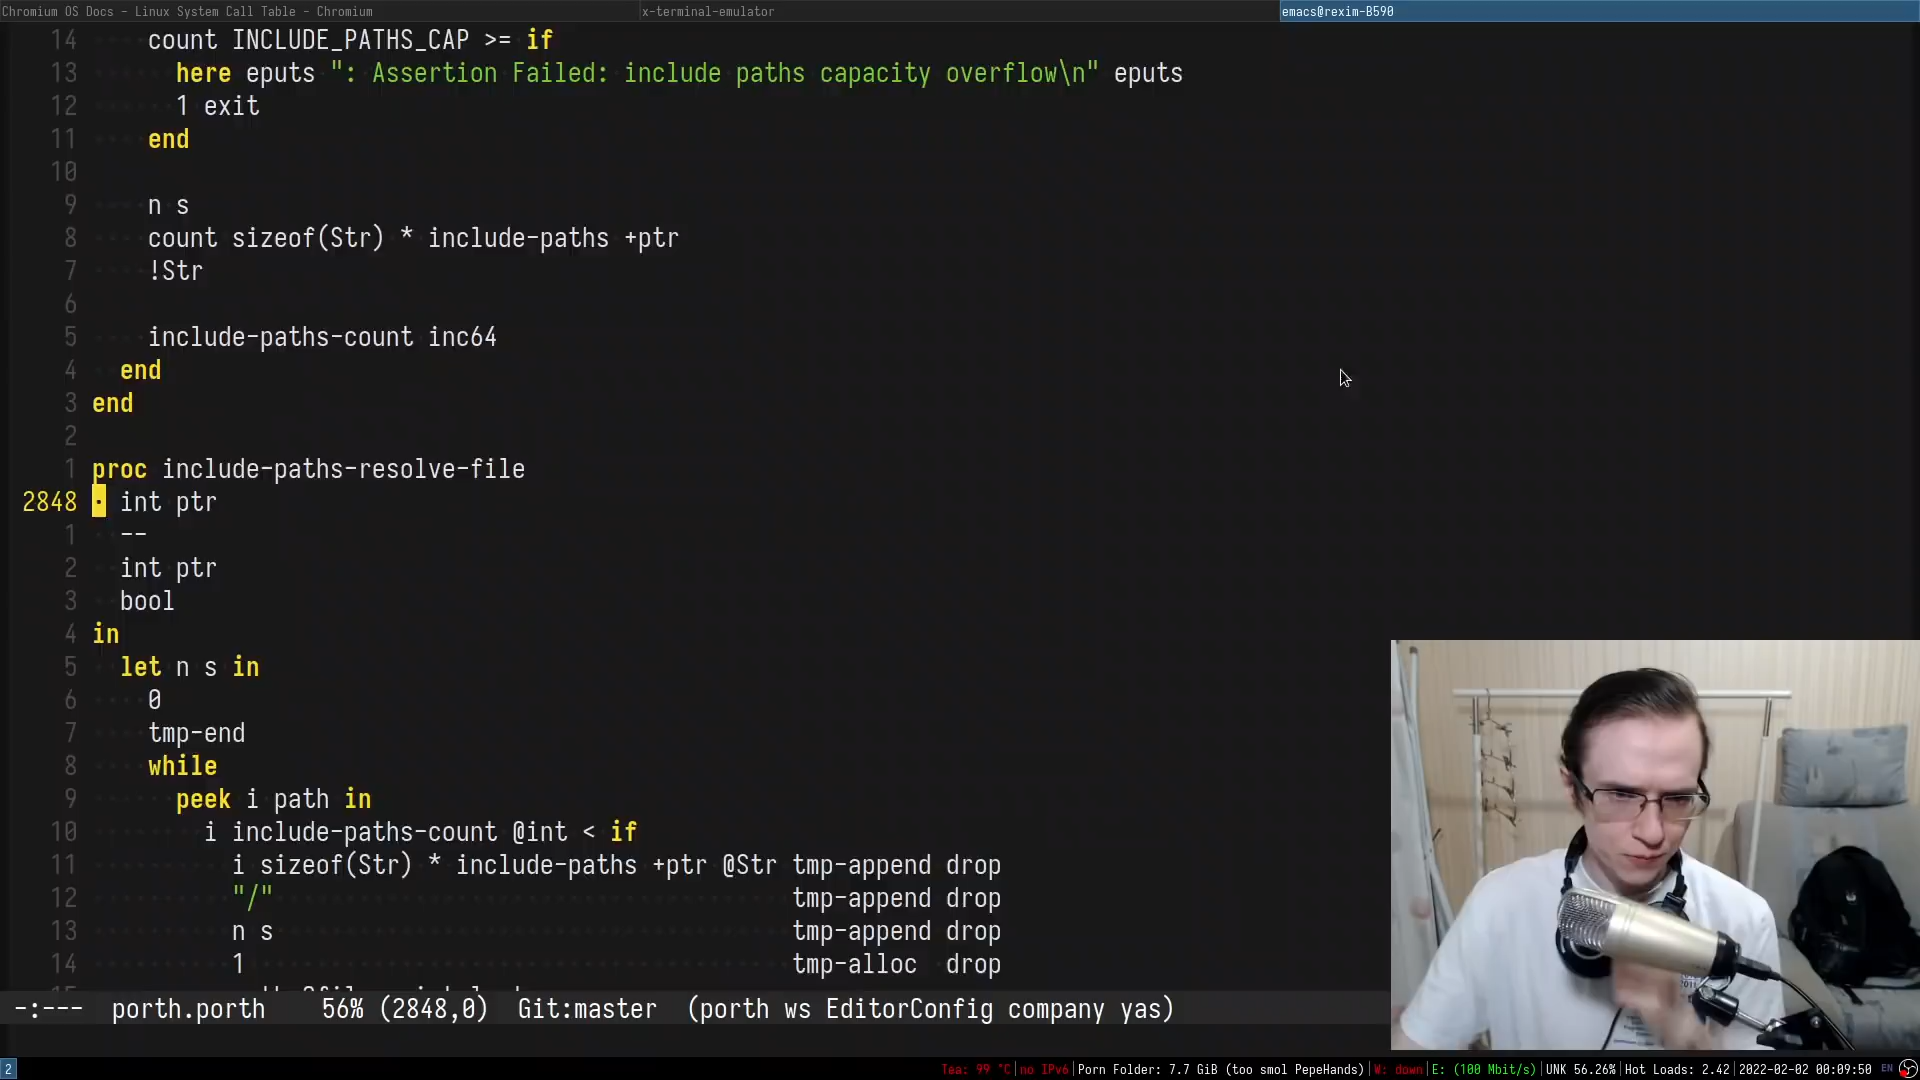 Chromium OS Docs - Linux System Call Table - Chromium
x-terminal-emulator
emacs@rexim-B590
14 count INCLUDE_PATHS_CAP >= if
13 here eputs ": Assertion Failed: include paths capacity overflow\n" eputs
12 1 exit
11 end
10
9 n s
8 count sizeof(Str) * include-paths +ptr
7 !Str
6
5 include-paths-count inc64
4 end
3 end
2
1 proc include-paths-resolve-file
2848 int ptr
1 --
2 int ptr
3 bool
4 in
5 let n s in
6 0
7 tmp-end
8 while
9 peek i path in
10 i include-paths-count @int < if
11 i sizeof(Str) * include-paths +ptr @Str tmp-append drop
12 "/" tmp-append drop
13 n s tmp-append drop
14 1 tmp-alloc drop
-:--- porth.porth 56% (2848,0) Git:master (porth ws EditorConfig company yas)
2 Tea: 99 °C|no IPv6|Porn Folder: 7.7 GiB (too smol PepeHands)|W: down|E: (100 Mbit/s)|UNK 56.26%|Hot Loads: 2.42|2022-02-02 00:09:50 EN